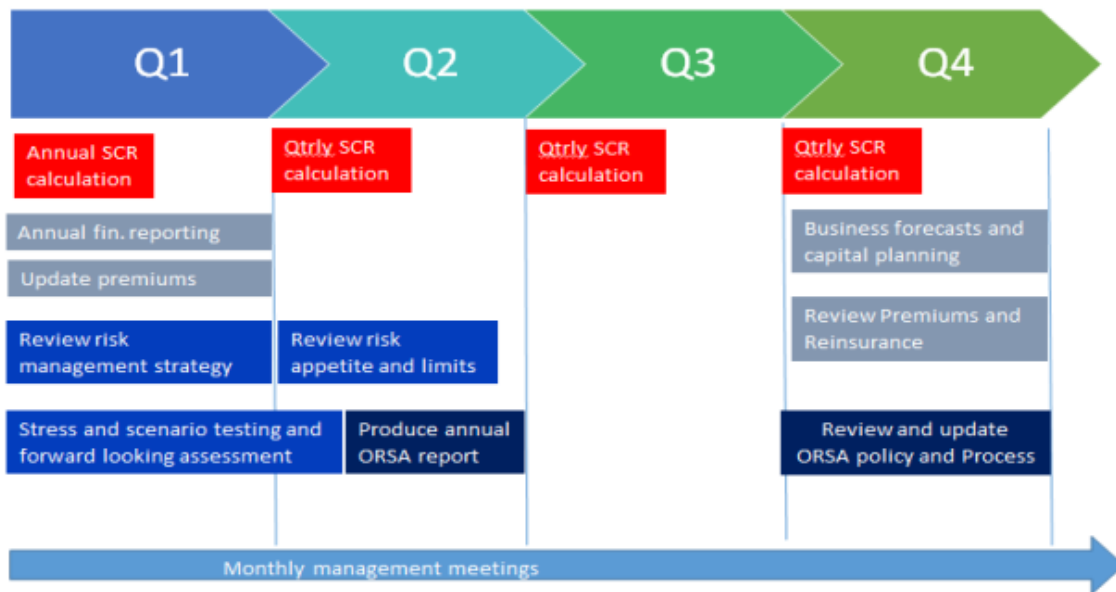 Q1
Q2
Q3
Q4
Annual SCR
calculation
Qtrly SCR
calculation
Qtrly SCR
calculation
Qtrly SCR
calculation
Annual fin. reporting
Update premiums
Business forecasts and
capital planning
Review Premiums and
Reinsurance
Review risk
management strategy
Review risk
appetite and limits
Stress and scenario testing and
forward looking assessment
Produce annual
ORSA report
Review and update
ORSA policy and Process
Monthly management meetings